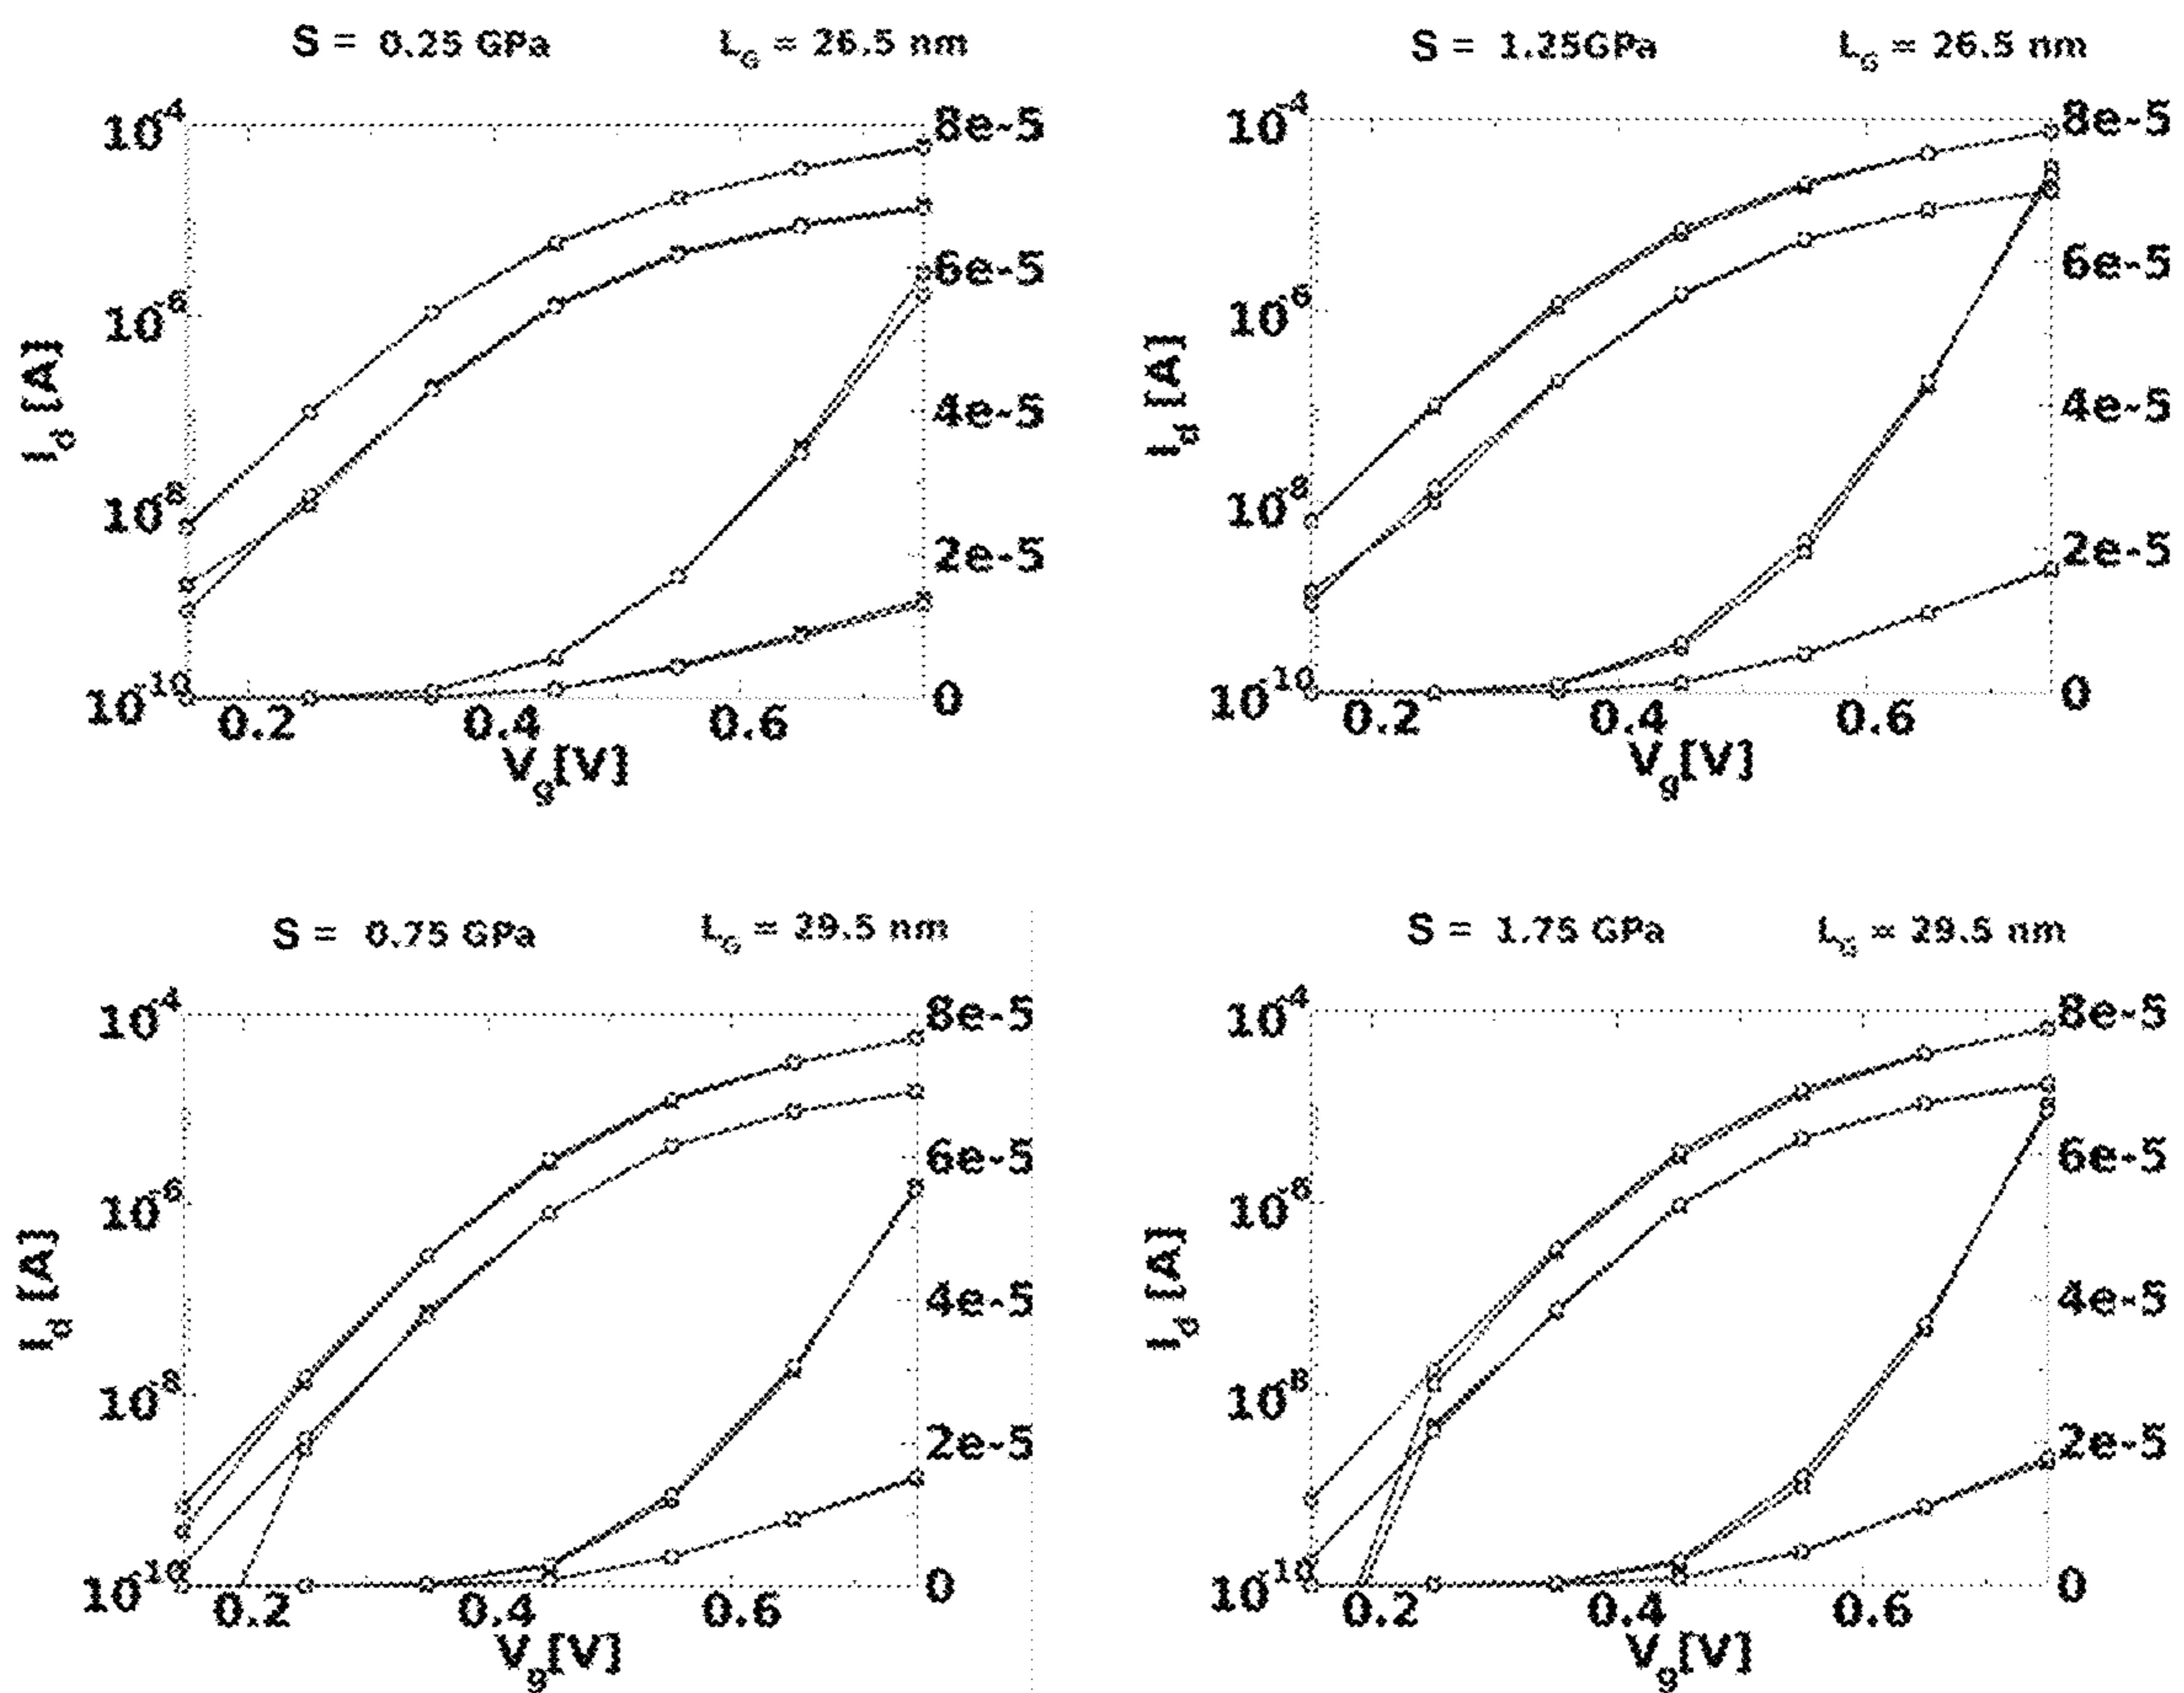 S = 0.25 GPa L_G = 26.5 nm
10^-4
10^-6
10^-8
10^-10
I_d [A]
8e-5
6e-5
4e-5
2e-5
0
0.2 0.4 0.6
V_g[V]
S = 1.25GPa L_G = 26.5 nm
10^-4
10^-6
10^-8
10^-10
I_d [A]
8e-5
6e-5
4e-5
2e-5
0
0.2 0.4 0.6
V_g[V]
S = 0.75 GPa L_G = 29.5 nm
10^-4
10^-6
10^-8
10^-10
I_d [A]
8e-5
6e-5
4e-5
2e-5
0
0.2 0.4 0.6
V_g[V]
S = 1.75 GPa L_G = 29.5 nm
10^-4
10^-6
10^-8
10^-10
I_d [A]
8e-5
6e-5
4e-5
2e-5
0
0.2 0.4 0.6
V_g[V]